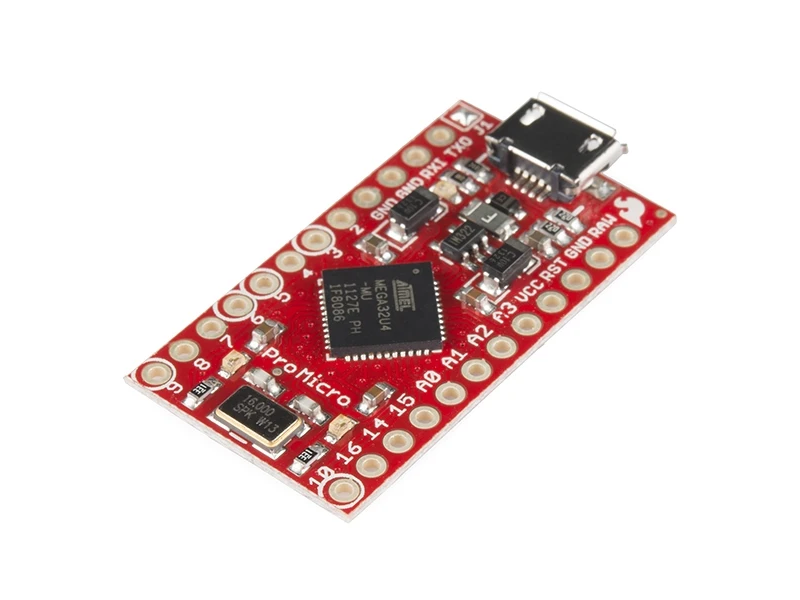 J1
TXO
RXI
GND
GND
2
3
4
5
6
7
8
9
RAW
GND
RST
VCC
A3
A2
A1
A0
15
14
16
10
ATMEL
MEGA32U4
-MU
1127E PH
1F8086
ProMicro
16.000
SPK W13